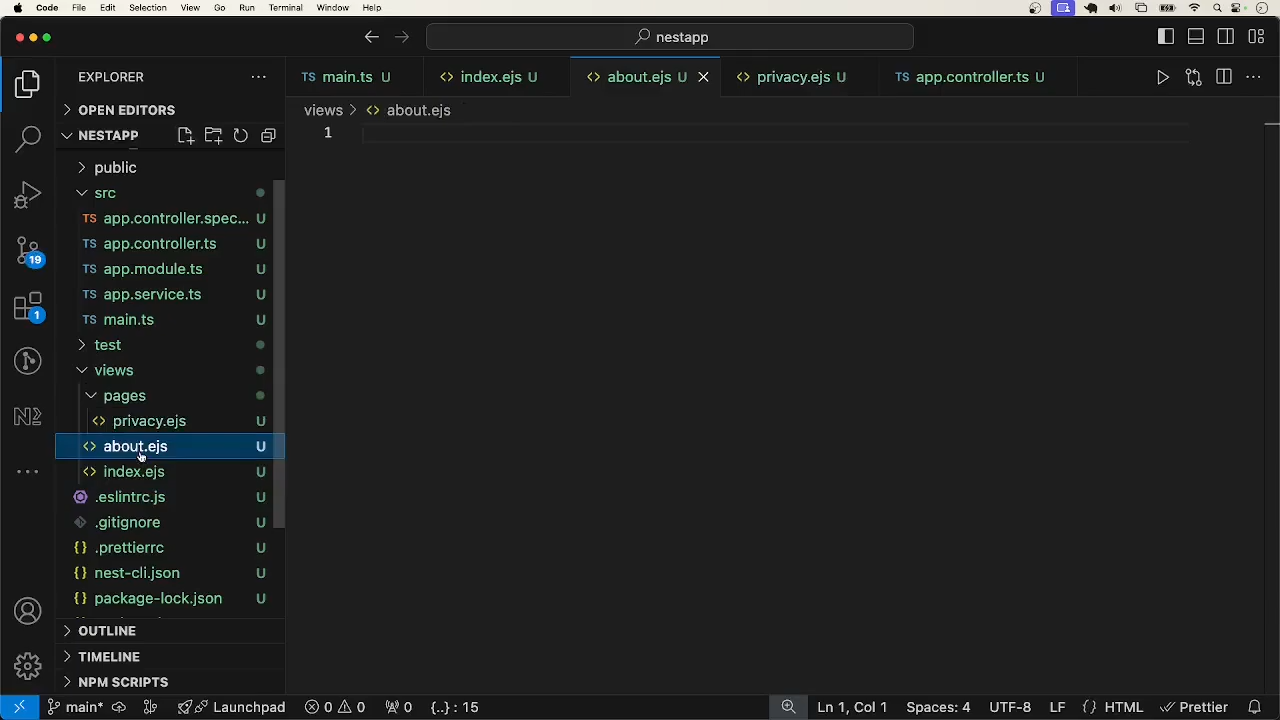 Code File Edit Selection View Go Run Terminal Window Help
nestapp
EXPLORER
main.ts U
index.ejs U
about.ejs U
privacy.ejs U
app.controller.ts U
OPEN EDITORS
views
about.ejs
NESTAPP
1
public
src
TS app.controller.spec... U
TS app.controller.ts U
TS app.module.ts U
TS app.service.ts U
19
TS main.ts U
1
test
views
pages
privacy.ejs U
about.ejs U
index.ejs U
.eslintrc.js U
.gitignore U
{} .prettierrc U
{} nest-cli.json U
{} package-lock.json U
OUTLINE
TIMELINE
NPM SCRIPTS
main* Launchpad 0 0 0 {..} : 15 Ln 1, Col 1 Spaces: 4 UTF-8 LF {} HTML Prettier